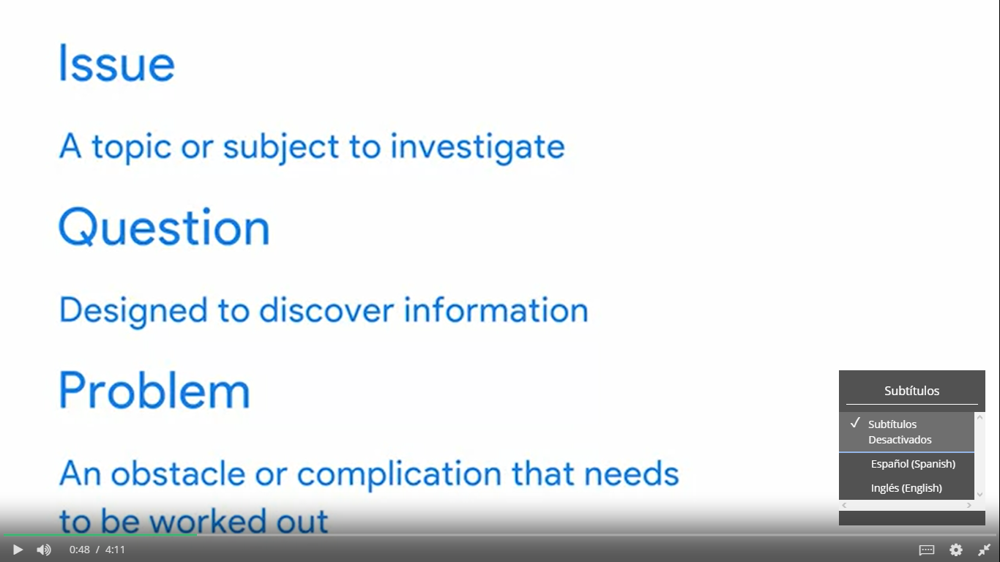 Issue
A topic or subject to investigate
Question
Designed to discover information
Problem
An obstacle or complication that needs
to be worked out
Subtítulos
✓ Subtítulos
Desactivados
Español (Spanish)
Inglés (English)
0:48 / 4:11